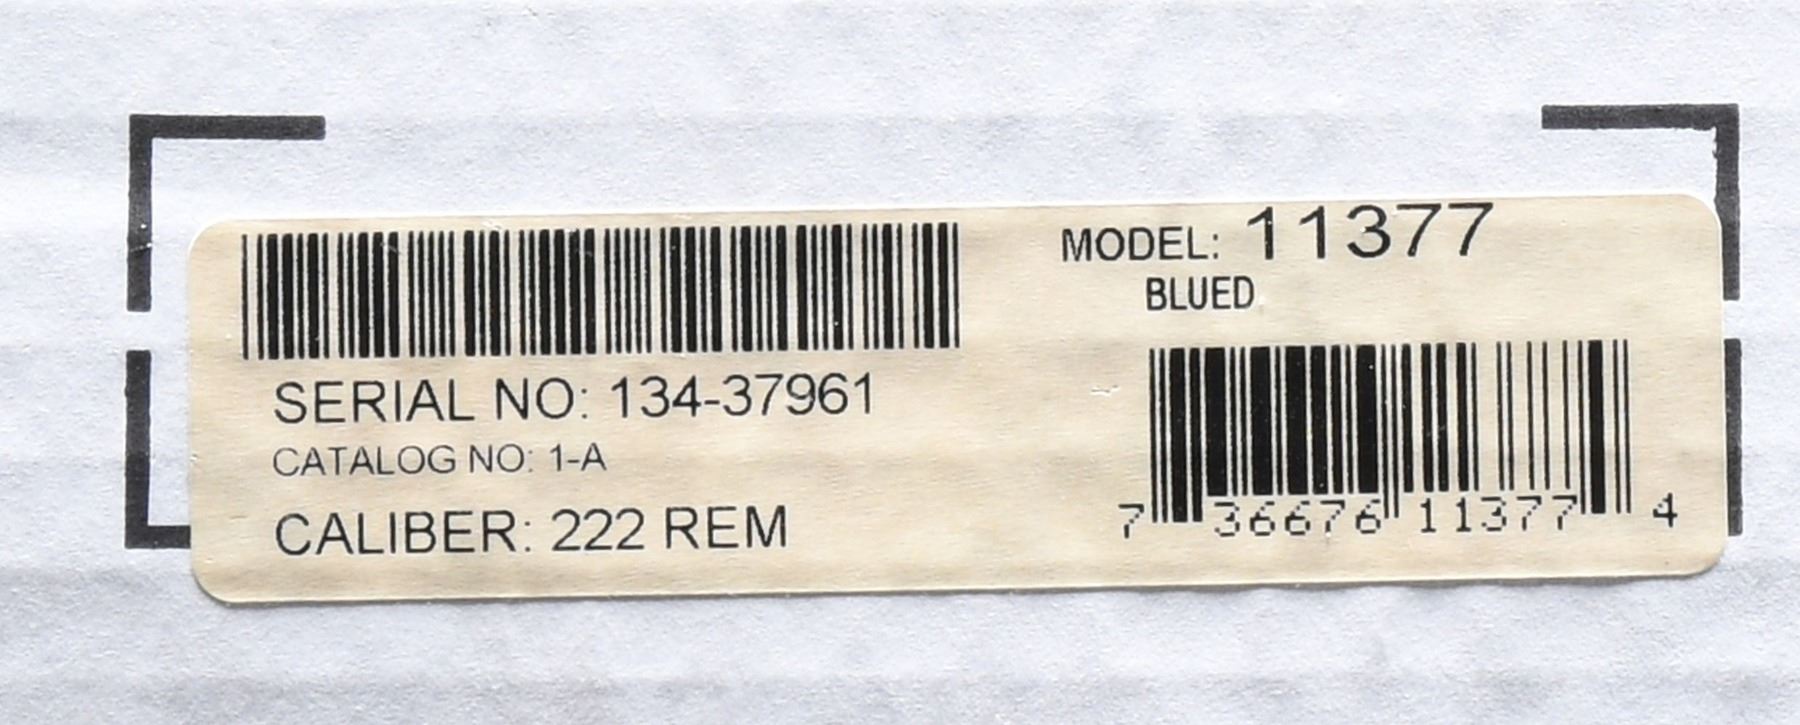 SERIAL NO: 134-37961
CATALOG NO: 1-A
CALIBER: 222 REM
MODEL: 11377
BLUED
7 36676 11377 4